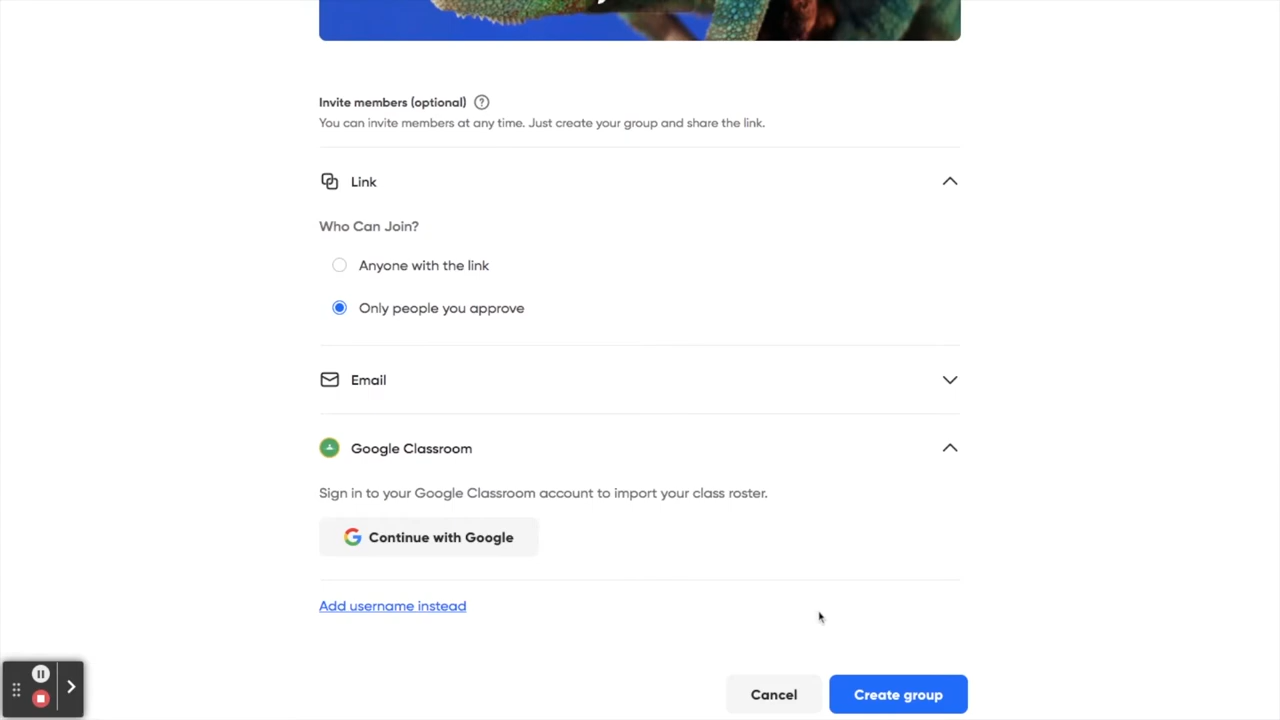 Invite members (optional) ?
You can invite members at any time. Just create your group and share the link.
Link
Who Can Join?
Anyone with the link
Only people you approve
Email
Google Classroom
Sign in to your Google Classroom account to import your class roster.
Continue with Google
Add username instead
Cancel Create group